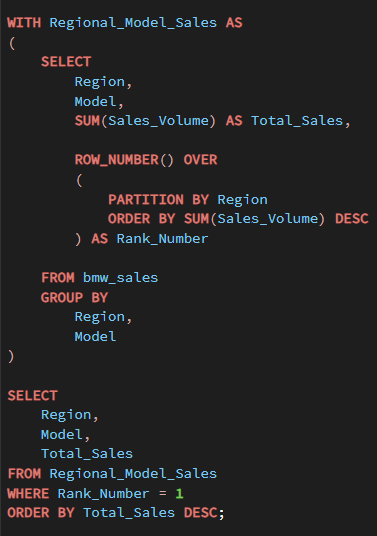 WITH Regional_Model_Sales AS
(
    SELECT
        Region,
        Model,
        SUM(Sales_Volume) AS Total_Sales,

        ROW_NUMBER() OVER
        (
            PARTITION BY Region
            ORDER BY SUM(Sales_Volume) DESC
        ) AS Rank_Number

    FROM bmw_sales
    GROUP BY
        Region,
        Model
)

SELECT
    Region,
    Model,
    Total_Sales
FROM Regional_Model_Sales
WHERE Rank_Number = 1
ORDER BY Total_Sales DESC;